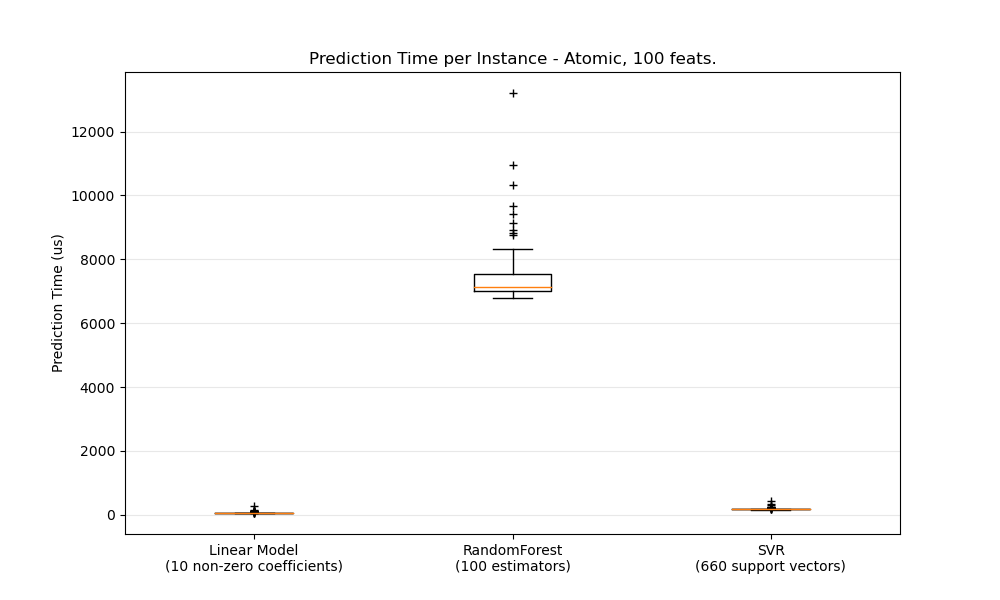 Prediction Time per Instance - Atomic, 100 feats.
Prediction Time (us)
12000
10000
8000
6000
4000
2000
0
Linear Model
(10 non-zero coefficients)
RandomForest
(100 estimators)
SVR
(660 support vectors)